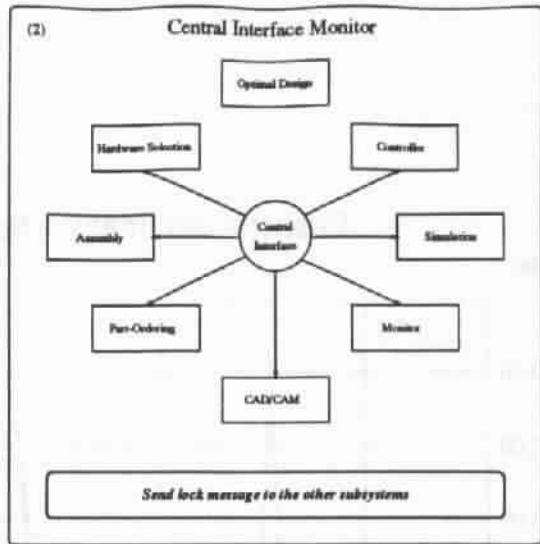 (2) Central Interface Monitor
Optimal Design
Hardware Selection
Controller
Central
Interface
Assembly
Simulation
Part-Ordering
Monitor
CAD/CAM
Send lock message to the other subsystems